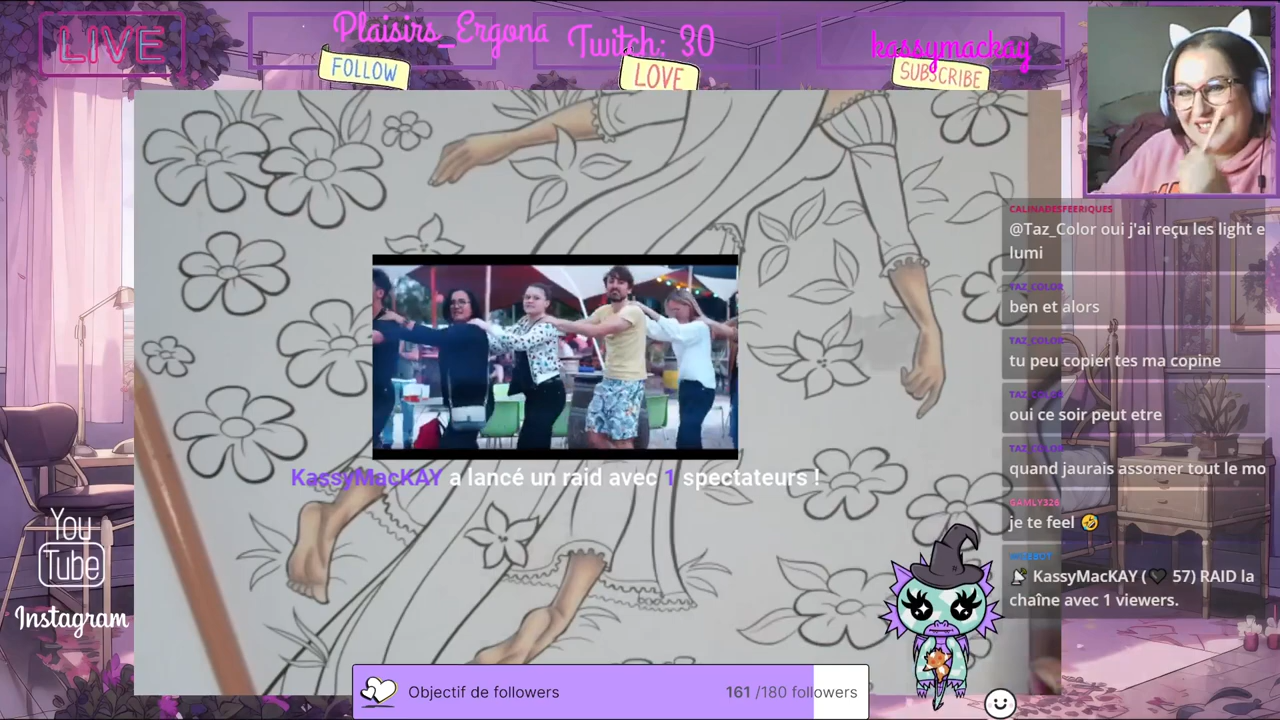 LIVE
Plaisirs_Ergona
Twitch: 30
kassymackay
FOLLOW
LOVE
SUBSCRIBE
CALINADESFEERIQUES
@Taz_Color oui j'ai reçu les light e
lumi
TAZ_COLOR
ben et alors
TAZ_COLOR
tu peu copier tes ma copine
TAZ_COLOR
oui ce soir peut etre
TAZ_COLOR
quand jaurais assomer tout le mo
GAMLY326
je te feel 🤣
KassyMacKAY (🖤 57) RAID la
chaîne avec 1 viewers.
KassyMacKAY a lancé un raid avec 1 spectateurs !
You
Tube
Instagram
Objectif de followers 161 /180 followers